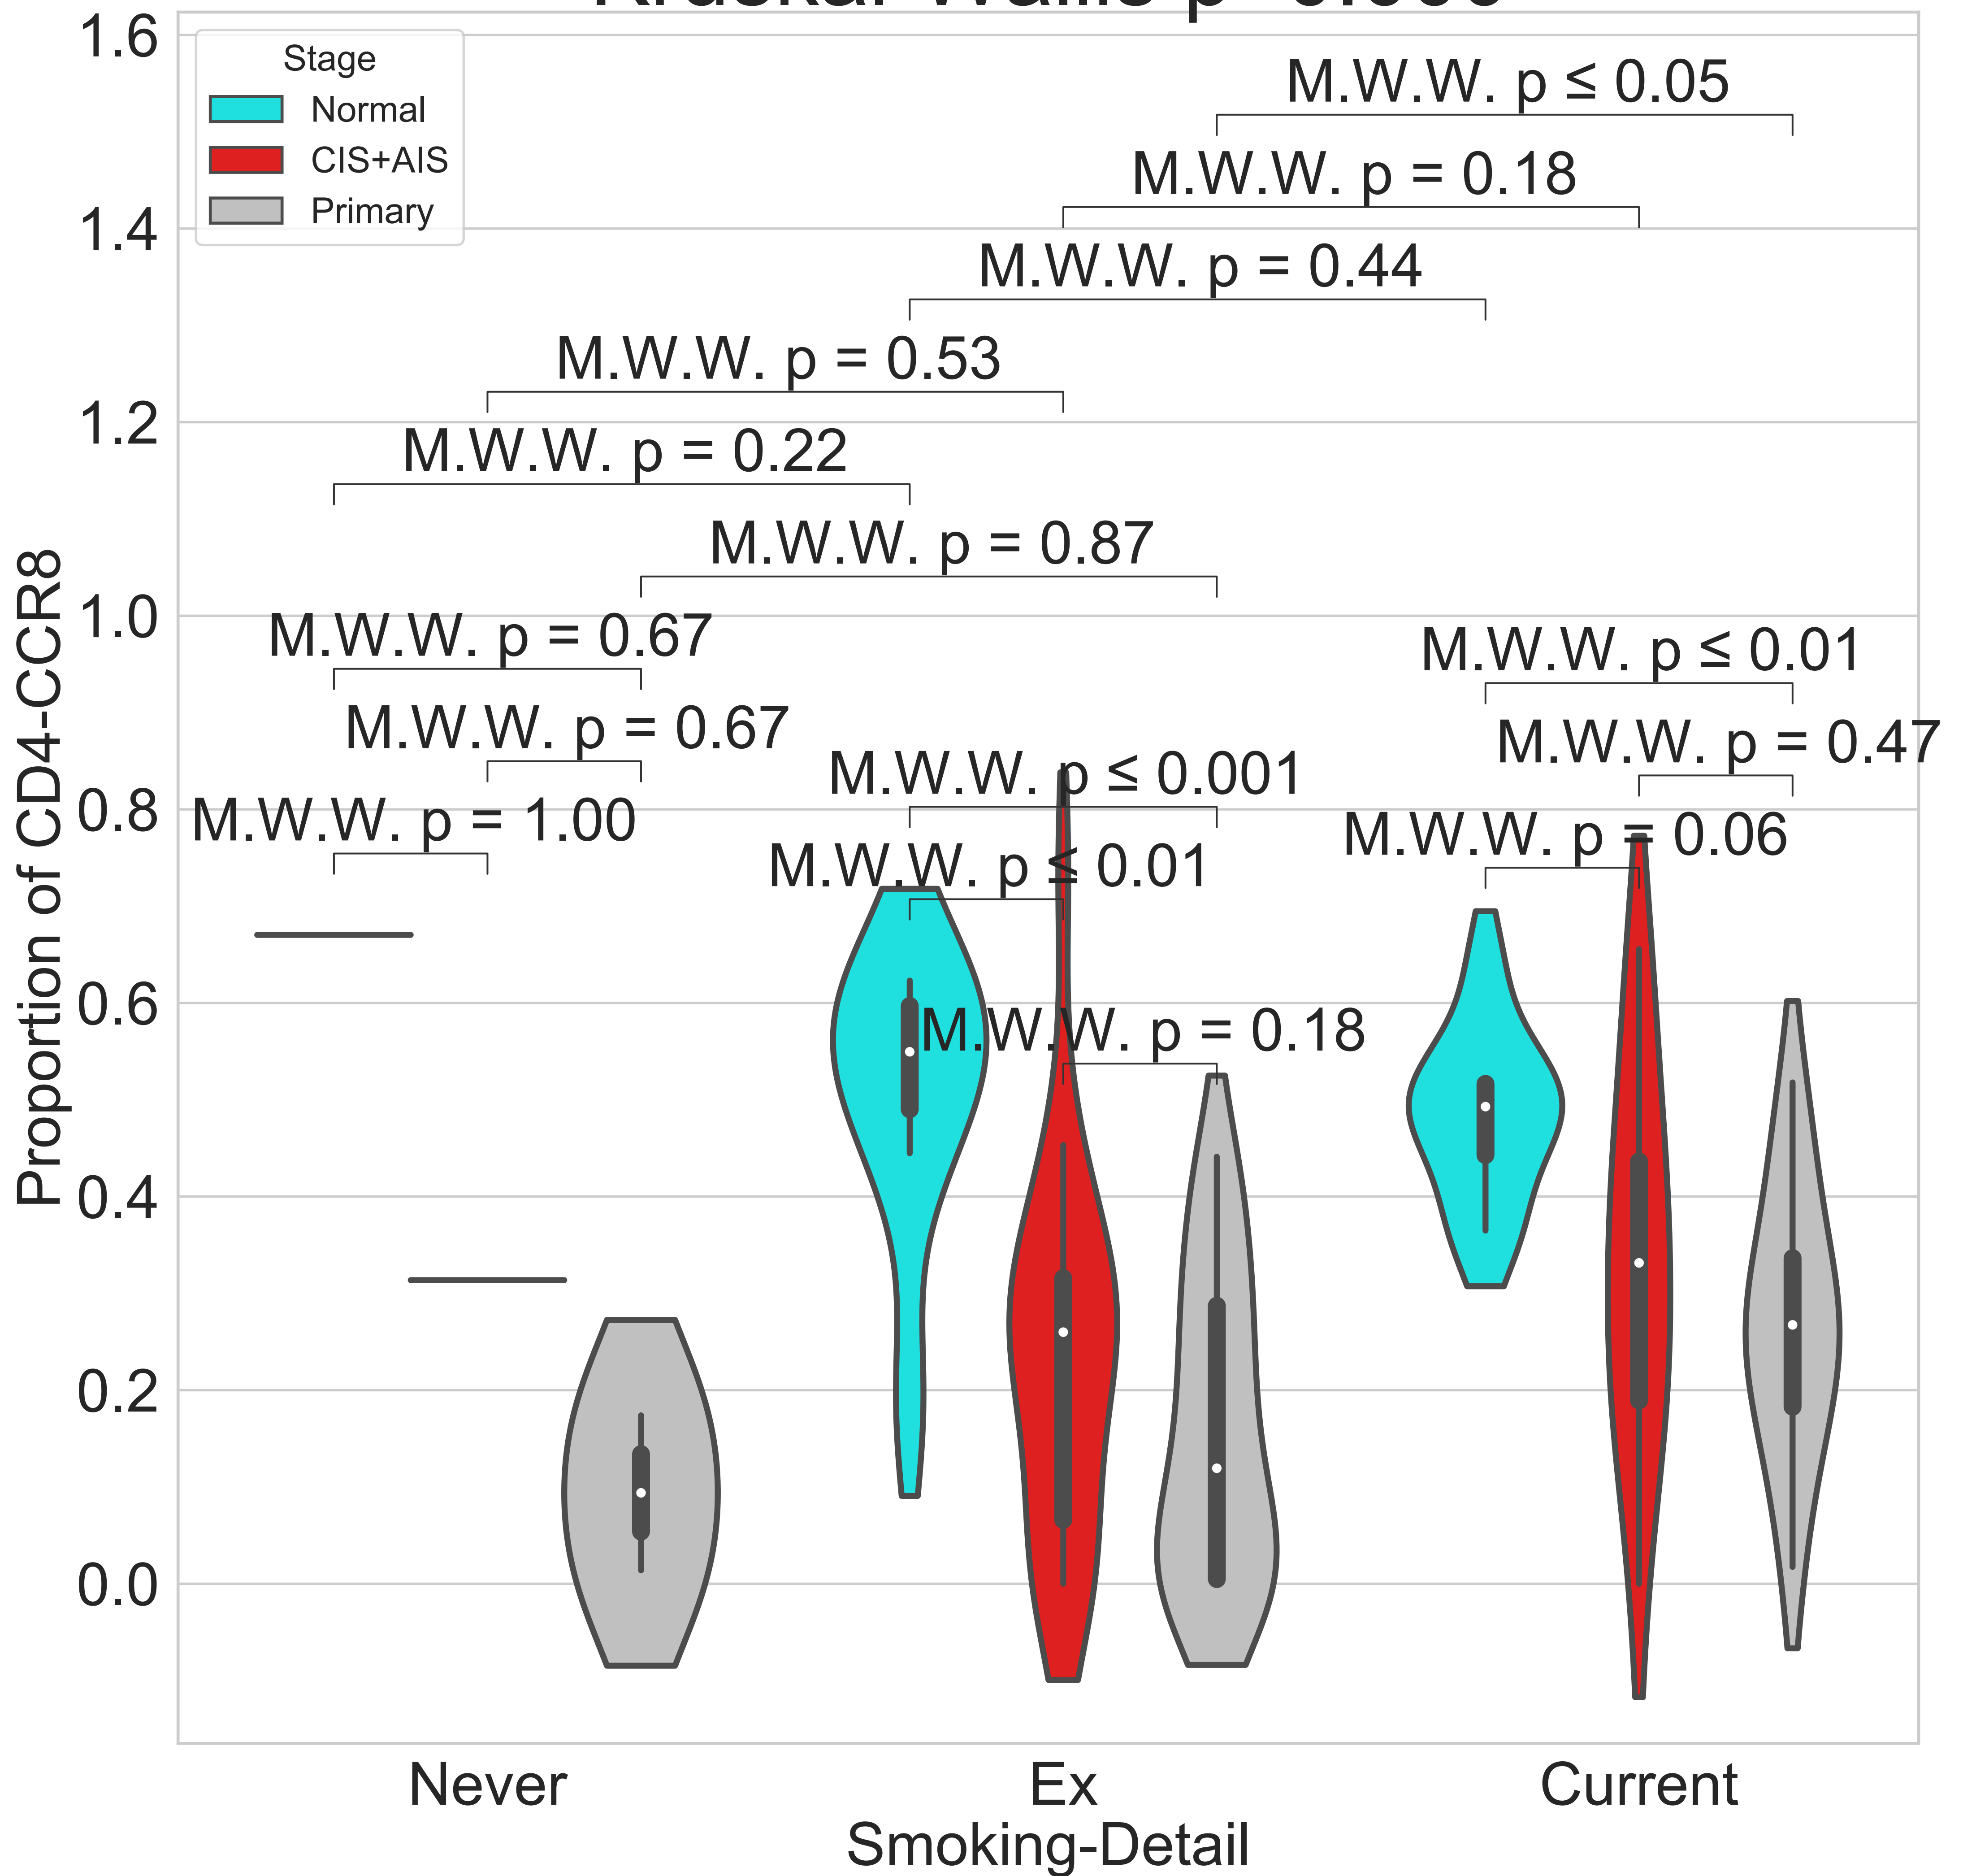 1.6
1.4
1.2
1.0
0.8
0.6
0.4
0.2
0.0
Proportion of CD4-CCR8
Stage
Normal
CIS+AIS
Primary
M.W.W. p ≤ 0.05
M.W.W. p = 0.18
M.W.W. p = 0.44
M.W.W. p = 0.53
M.W.W. p = 0.22
M.W.W. p = 0.87
M.W.W. p = 0.67
M.W.W. p ≤ 0.01
M.W.W. p = 0.67
M.W.W. p = 0.47
M.W.W. p ≤ 0.001
M.W.W. p = 1.00
M.W.W. p = 0.06
M.W.W. p ≤ 0.01
M.W.W. p = 0.18
Never
Ex
Current
Smoking-Detail